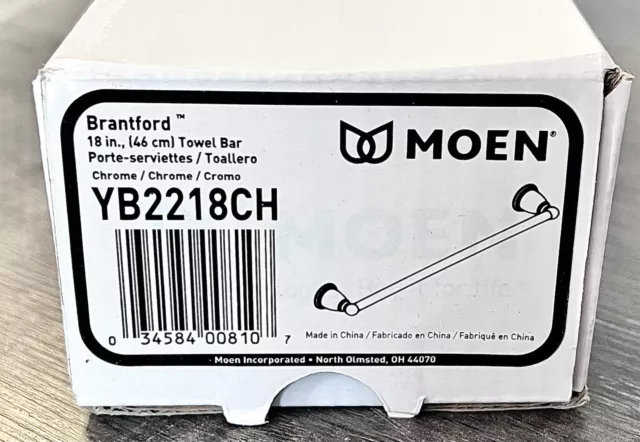 Brantford™
18 in., (46 cm) Towel Bar
Porte-serviettes / Toallero
Chrome / Chrome / Cromo
YB2218CH
MOEN®
0 34584 00810 7
Made in China / Fabricado en China / Fabriqué en China
Moen Incorporated • North Olmsted, OH 44070